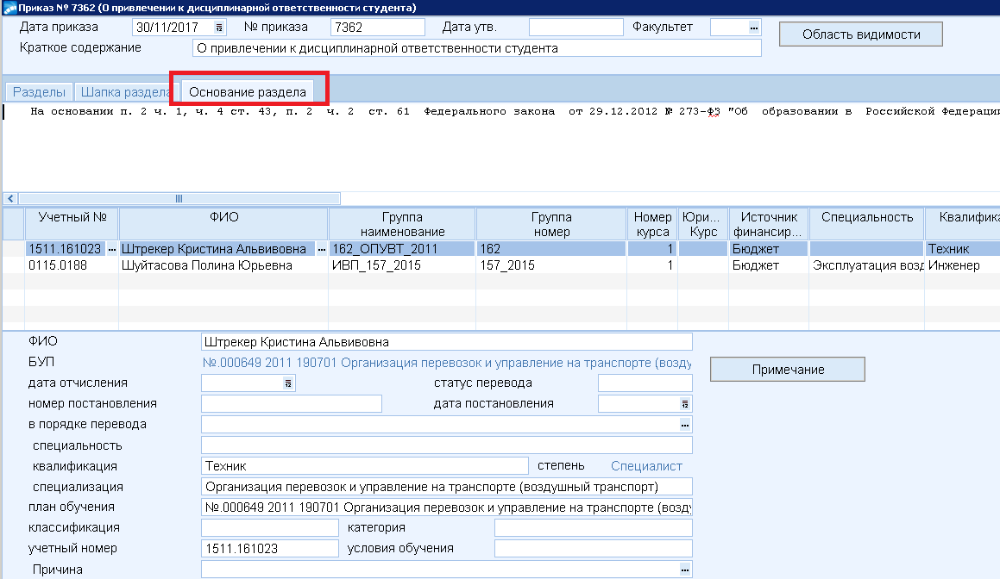 Приказ № 7362 (О привлечении к дисциплинарной ответственности студента)
Дата приказа 30/11/2017 № приказа 7362 Дата утв. Факультет ... Область видимости
Краткое содержание О привлечении к дисциплинарной ответственности студента
Разделы Шапка раздела Основание раздела
На основании п. 2 ч. 1, ч. 4 ст. 43, п. 2 ч. 2 ст. 61 Федерального закона от 29.12.2012 № 273-ФЗ "Об образовании в Российской Федерации
Учетный № ФИО Группа наименование Группа номер Номер курса Юри... Курс Источник финансир... Специальность Квалифика
1511.161023 ... Штрекер Кристина Альвивовна ... 162_ОПУВТ_2011 162 1 Бюджет Техник
0115.0188 Шуйтасова Полина Юрьевна ИВП_157_2015 157_2015 1 Бюджет Эксплуатация возд Инженер
ФИО Штрекер Кристина Альвивовна
БУП №.000649 2011 190701 Организация перевозок и управление на транспорте (возду Примечание
дата отчисления статус перевода
номер постановления дата постановления
в порядке перевода ...
специальность
квалификация Техник степень Специалист
специализация Организация перевозок и управление на транспорте (воздушный транспорт)
план обучения №.000649 2011 190701 Организация перевозок и управление на транспорте (возду
классификация категория
учетный номер 1511.161023 условия обучения
Причина ...